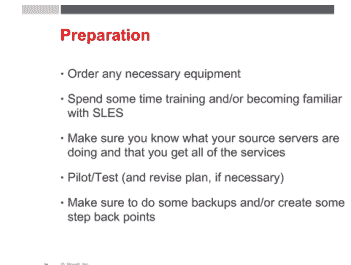 Preparation
• Order any necessary equipment
• Spend some time training and/or becoming familiar
with SLES
• Make sure you know what your source servers are
doing and that you get all of the services
• Pilot/Test (and revise plan, if necessary)
• Make sure to do some backups and/or create some
step back points